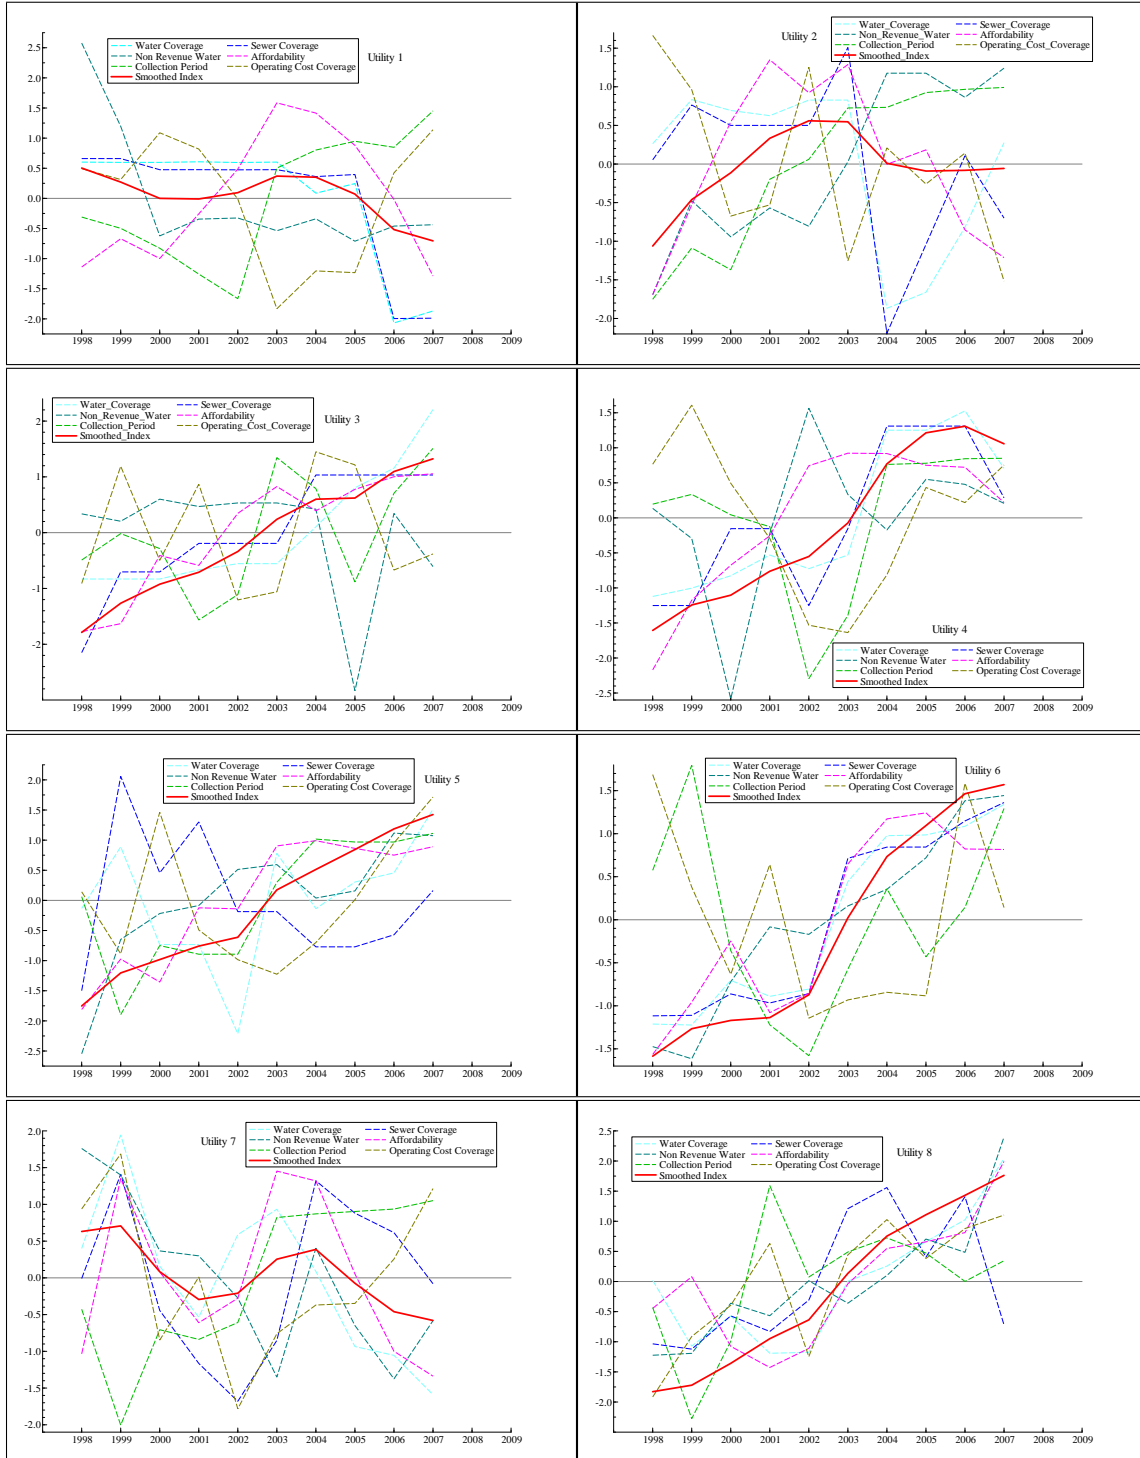 Water Coverage Sewer Coverage
Non Revenue Water Affordability
Collection Period Operating Cost Coverage
Smoothed Index
Utility 1
2.5
2.0
1.5
1.0
0.5
0.0
-0.5
-1.0
-1.5
-2.0
1998 1999 2000 2001 2002 2003 2004 2005 2006 2007 2009
Water_Coverage Sewer_Coverage
Non_Revenue_Water Affordability
Collection_Period Operating_Cost_Coverage
Smoothed_Index
Utility 2
1.5
1.0
0.5
0.0
-0.5
-1.0
-1.5
-2.0
1998 1999 2000 2001 2002 2003 2004 2005 2006 2007 2009
Water_Coverage Sewer_Coverage
Non_Revenue_Water Affordability
Collection_Period Operating_Cost_Coverage
Smoothed_Index
Utility 3
2
1
0
-1
-2
1998 1999 2000 2001 2002 2003 2004 2005 2006 2007 2009
1.5
1.0
0.5
0.0
-0.5
-1.0
-1.5
-2.0
-2.5
Utility 4
Water Coverage Sewer Coverage
Non Revenue Water Affordability
Collection Period Operating Cost Coverage
Smoothed Index
1998 1999 2000 2001 2002 2003 2004 2005 2006 2007 2009
Water Coverage Sewer Coverage
Non Revenue Water Affordability
Collection Period Operating Cost Coverage
Smoothed Index
Utility 5
2.0
1.5
1.0
0.5
0.0
-0.5
-1.0
-1.5
-2.0
-2.5
1998 1999 2000 2001 2002 2003 2004 2005 2006 2007 2009
Water Coverage Sewer Coverage
Non Revenue Water Affordability
Collection Period Operating Cost Coverage
Smoothed Index
Utility 6
1.5
1.0
0.5
0.0
-0.5
-1.0
-1.5
1998 1999 2000 2001 2002 2003 2004 2005 2006 2007 2009
Utility 7
Water Coverage Sewer Coverage
Non Revenue Water Affordability
Collection Period Operating Cost Coverage
Smoothed Index
2.0
1.5
1.0
0.5
0.0
-0.5
-1.0
-1.5
-2.0
1998 1999 2000 2001 2002 2003 2004 2005 2006 2007 2009
Water Coverage Sewer Coverage
Non Revenue Water Affordability
Collection Period Operating Cost Coverage
Smoothed Index
Utility 8
2.5
2.0
1.5
1.0
0.5
0.0
-0.5
-1.0
-1.5
-2.0
1998 1999 2000 2001 2002 2003 2004 2005 2006 2007 2009